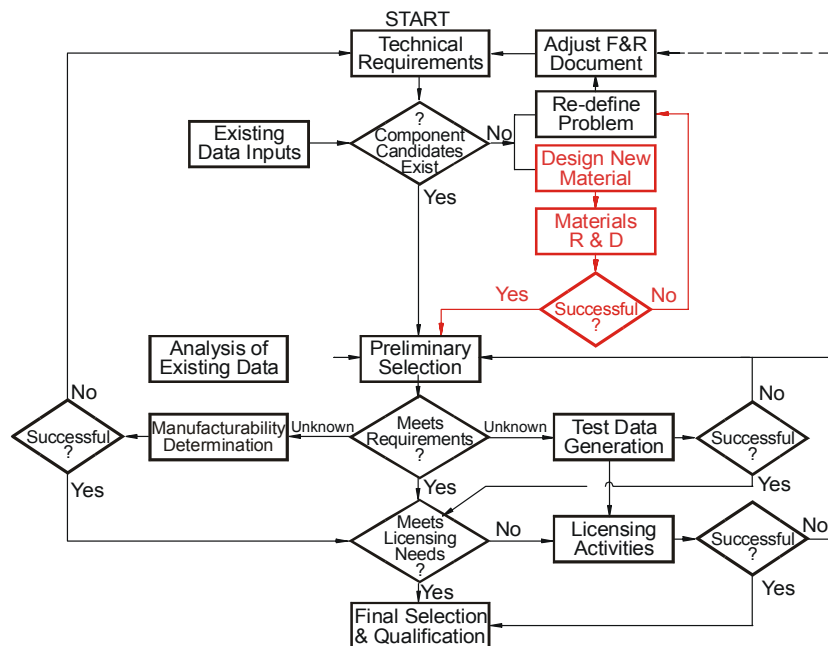 START
Technical
Requirements
Adjust F&R
Document
?
Component
Candidates
Exist
No
Re-define
Problem
Existing
Data Inputs
Design New
Material
Yes
Materials
R & D
Yes
Successful
?
No
Analysis of
Existing Data
Preliminary
Selection
No
No
Successful
?
Manufacturability
Determination
Unknown
Meets
Requirements
?
Unknown
Test Data
Generation
Successful
?
Yes
Yes
Yes
Meets
Licensing
Needs
?
No
Licensing
Activities
Successful
?
No
Yes
Yes
Final Selection
& Qualification